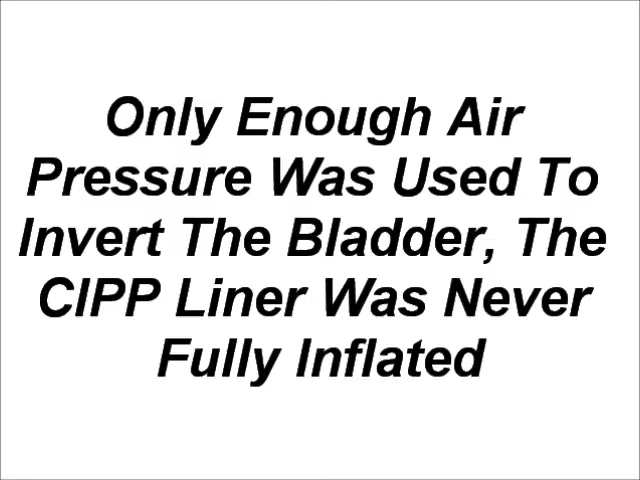 Only Enough Air
Pressure Was Used To
Invert The Bladder, The
CIPP Liner Was Never
Fully Inflated